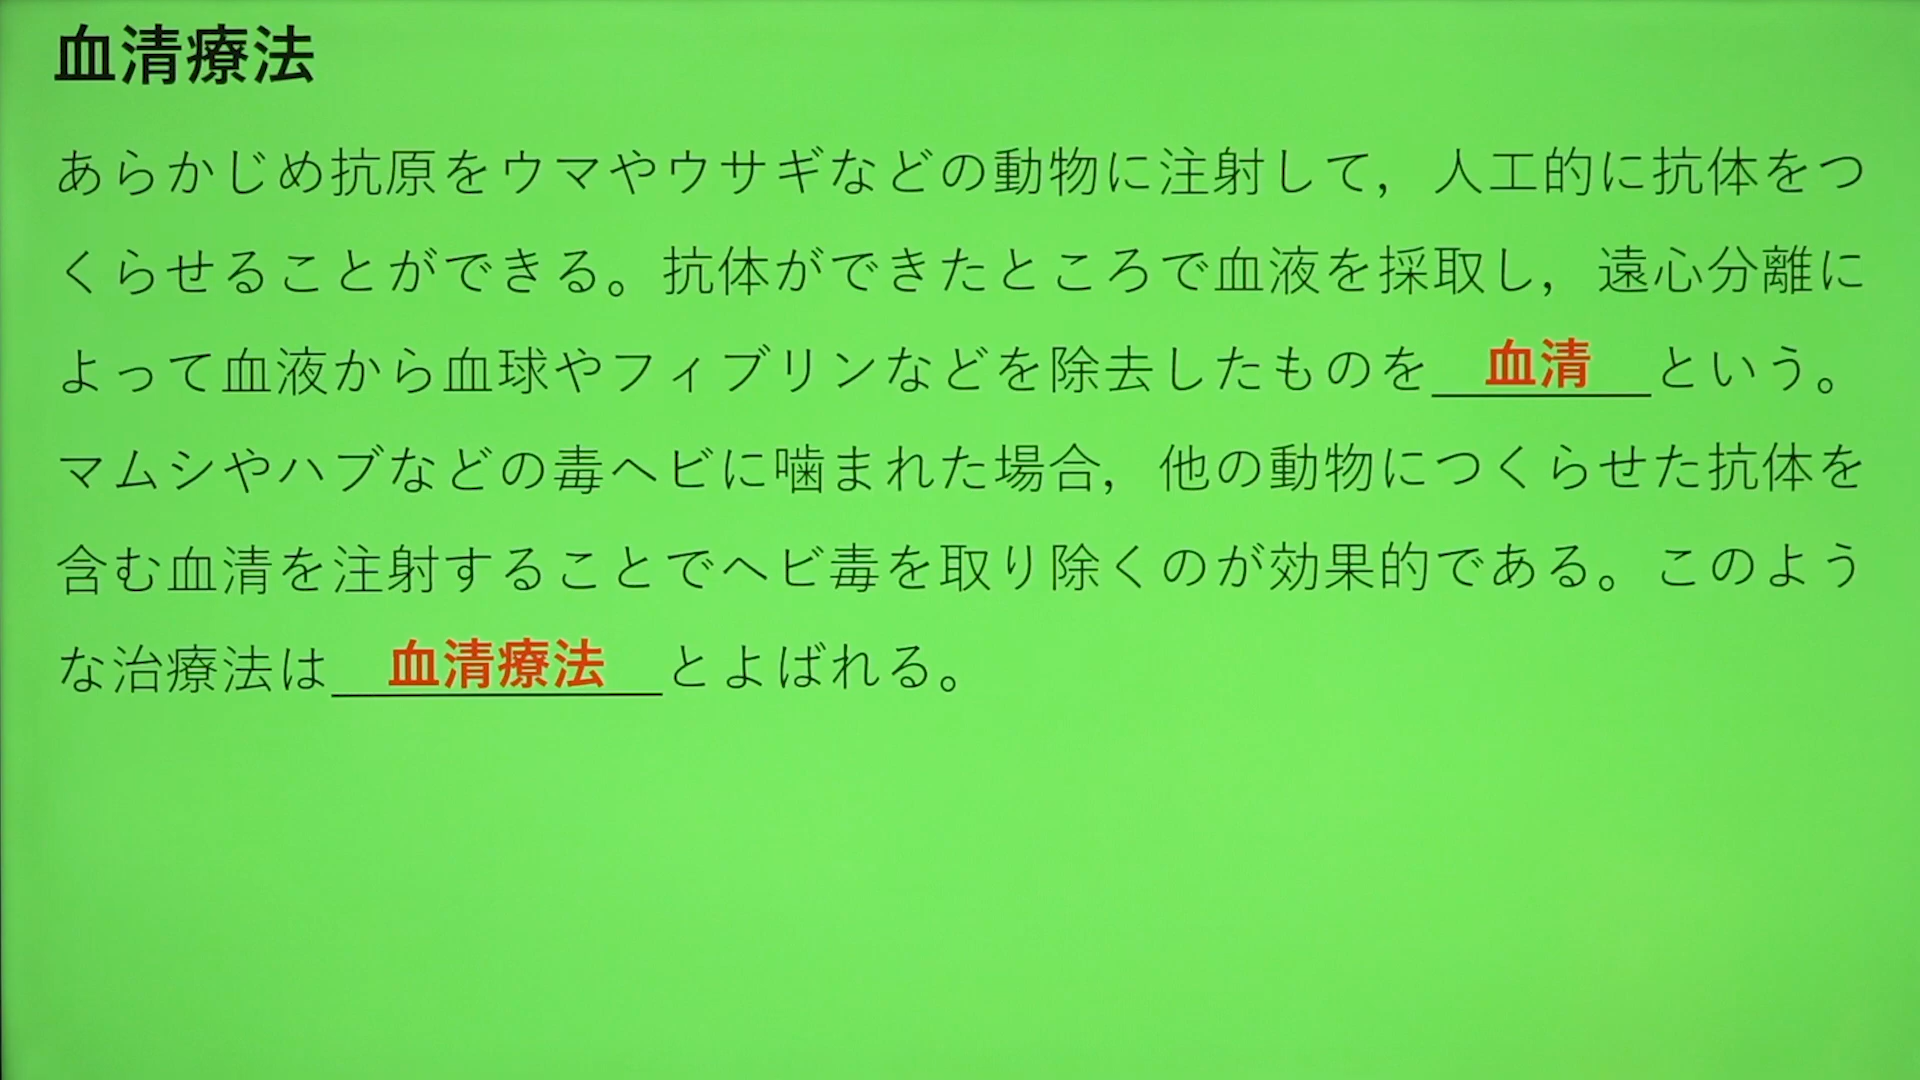 血清療法
あらかじめ抗原をウマやウサギなどの動物に注射して，人工的に抗体をつ
くらせることができる。抗体ができたところで血液を採取し，遠心分離に
よって血液から血球やフィブリンなどを除去したものを 血清 という。
マムシやハブなどの毒ヘビに噛まれた場合，他の動物につくらせた抗体を
含む血清を注射することでヘビ毒を取り除くのが効果的である。このよう
な治療法は 血清療法 とよばれる。